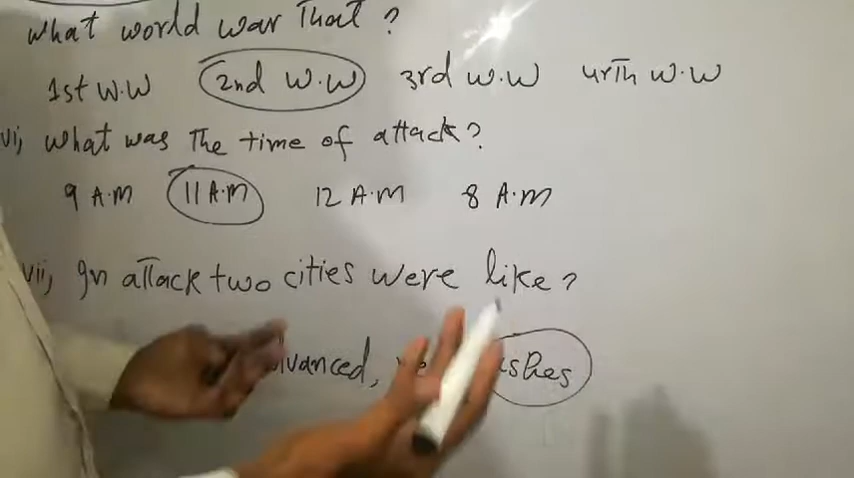 What world war That ?
1st W.W 2nd W.W 3rd W.W 4rTh W.W
vi, What was The time of attack?
9 A.M 11 A.M 12 A.M 8 A.M
vii, In attack two cities were like?